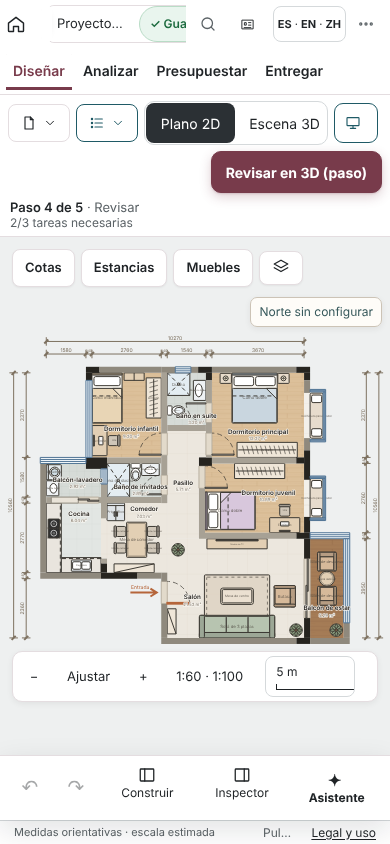 Proyecto... ✓ Gua ES · EN · ZH
Diseñar Analizar Presupuestar Entregar
Plano 2D Escena 3D
Revisar en 3D (paso)
Paso 4 de 5 · Revisar
2/3 tareas necesarias
Cotas Estancias Muebles
Norte sin configurar
10270
1580 2760 1540 3670
Baño en suite
Dormitorio infantil Dormitorio principal
Balcón-lavadero Baño de invitados Pasillo Dormitorio juvenil
Cocina Comedor
Entrada Salón Balcón de estar
− Ajustar + 1:60 · 1:100 5 m
Construir Inspector Asistente
Medidas orientativas · escala estimada Pul... Legal y uso